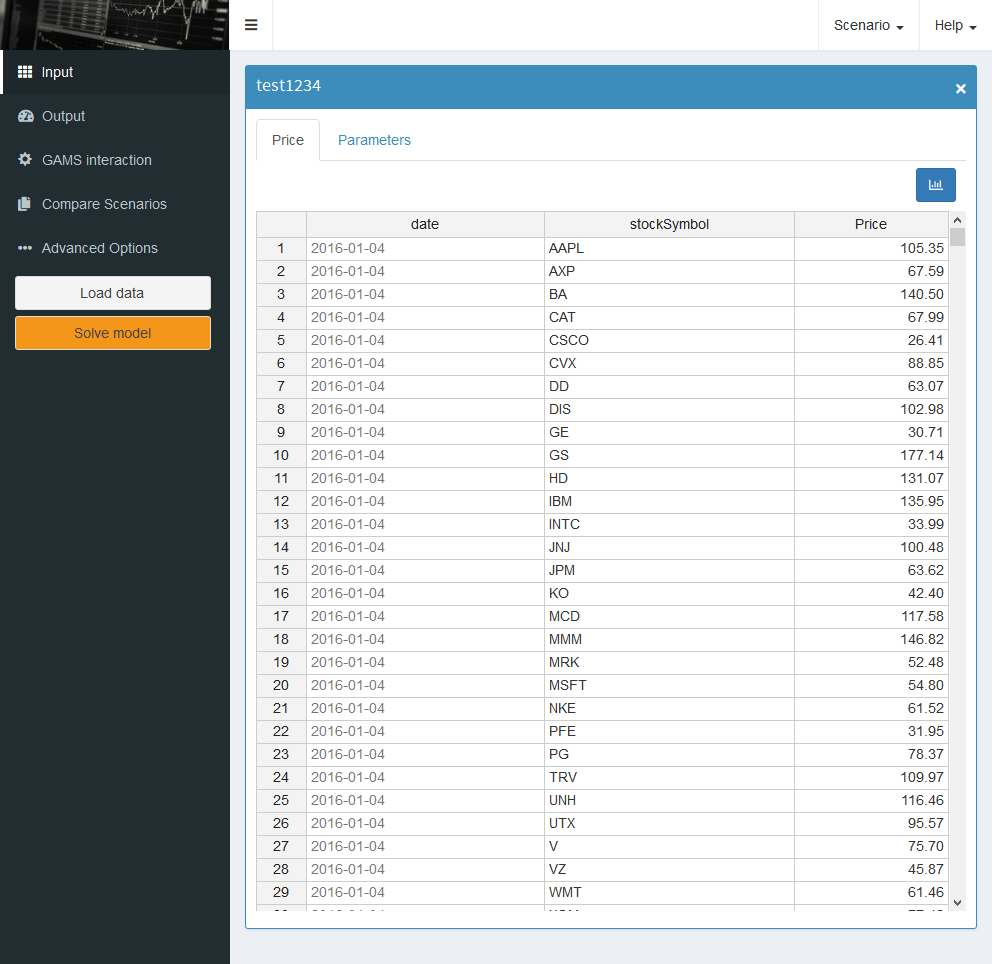 Scenario
Help
Input
Output
GAMS interaction
Compare Scenarios
Advanced Options
Load data
Solve model
test1234
Price
Parameters
date stockSymbol Price
1 2016-01-04 AAPL 105.35
2 2016-01-04 AXP 67.59
3 2016-01-04 BA 140.50
4 2016-01-04 CAT 67.99
5 2016-01-04 CSCO 26.41
6 2016-01-04 CVX 88.85
7 2016-01-04 DD 63.07
8 2016-01-04 DIS 102.98
9 2016-01-04 GE 30.71
10 2016-01-04 GS 177.14
11 2016-01-04 HD 131.07
12 2016-01-04 IBM 135.95
13 2016-01-04 INTC 33.99
14 2016-01-04 JNJ 100.48
15 2016-01-04 JPM 63.62
16 2016-01-04 KO 42.40
17 2016-01-04 MCD 117.58
18 2016-01-04 MMM 146.82
19 2016-01-04 MRK 52.48
20 2016-01-04 MSFT 54.80
21 2016-01-04 NKE 61.52
22 2016-01-04 PFE 31.95
23 2016-01-04 PG 78.37
24 2016-01-04 TRV 109.97
25 2016-01-04 UNH 116.46
26 2016-01-04 UTX 95.57
27 2016-01-04 V 75.70
28 2016-01-04 VZ 45.87
29 2016-01-04 WMT 61.46